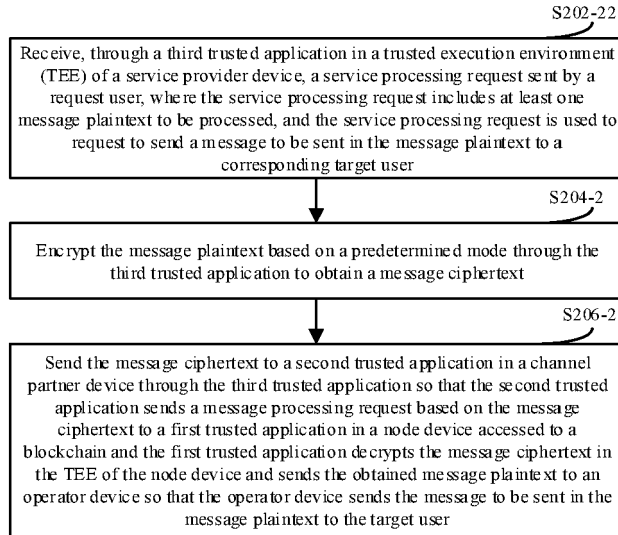 S202-22
Receive, through a third trusted application in a trusted execution environment
(TEE) of a service provider device, a service processing request sent by a
request user, where the service processing request includes at least one
message plaintext to be processed, and the service processing request is used to
request to send a message to be sent in the message plaintext to a
corresponding target user
S204-2
Encrypt the message plaintext based on a predetermined mode through the
third trusted application to obtain a message ciphertext
S206-2
Send the message ciphertext to a second trusted application in a channel
partner device through the third trusted application so that the second trusted
application sends a message processing request based on the message
ciphertext to a first trusted application in a node device accessed to a
blockchain and the first trusted application decrypts the message ciphertext in
the TEE of the node device and sends the obtained message plaintext to an
operator device so that the operator device sends the message to be sent in the
message plaintext to the target user